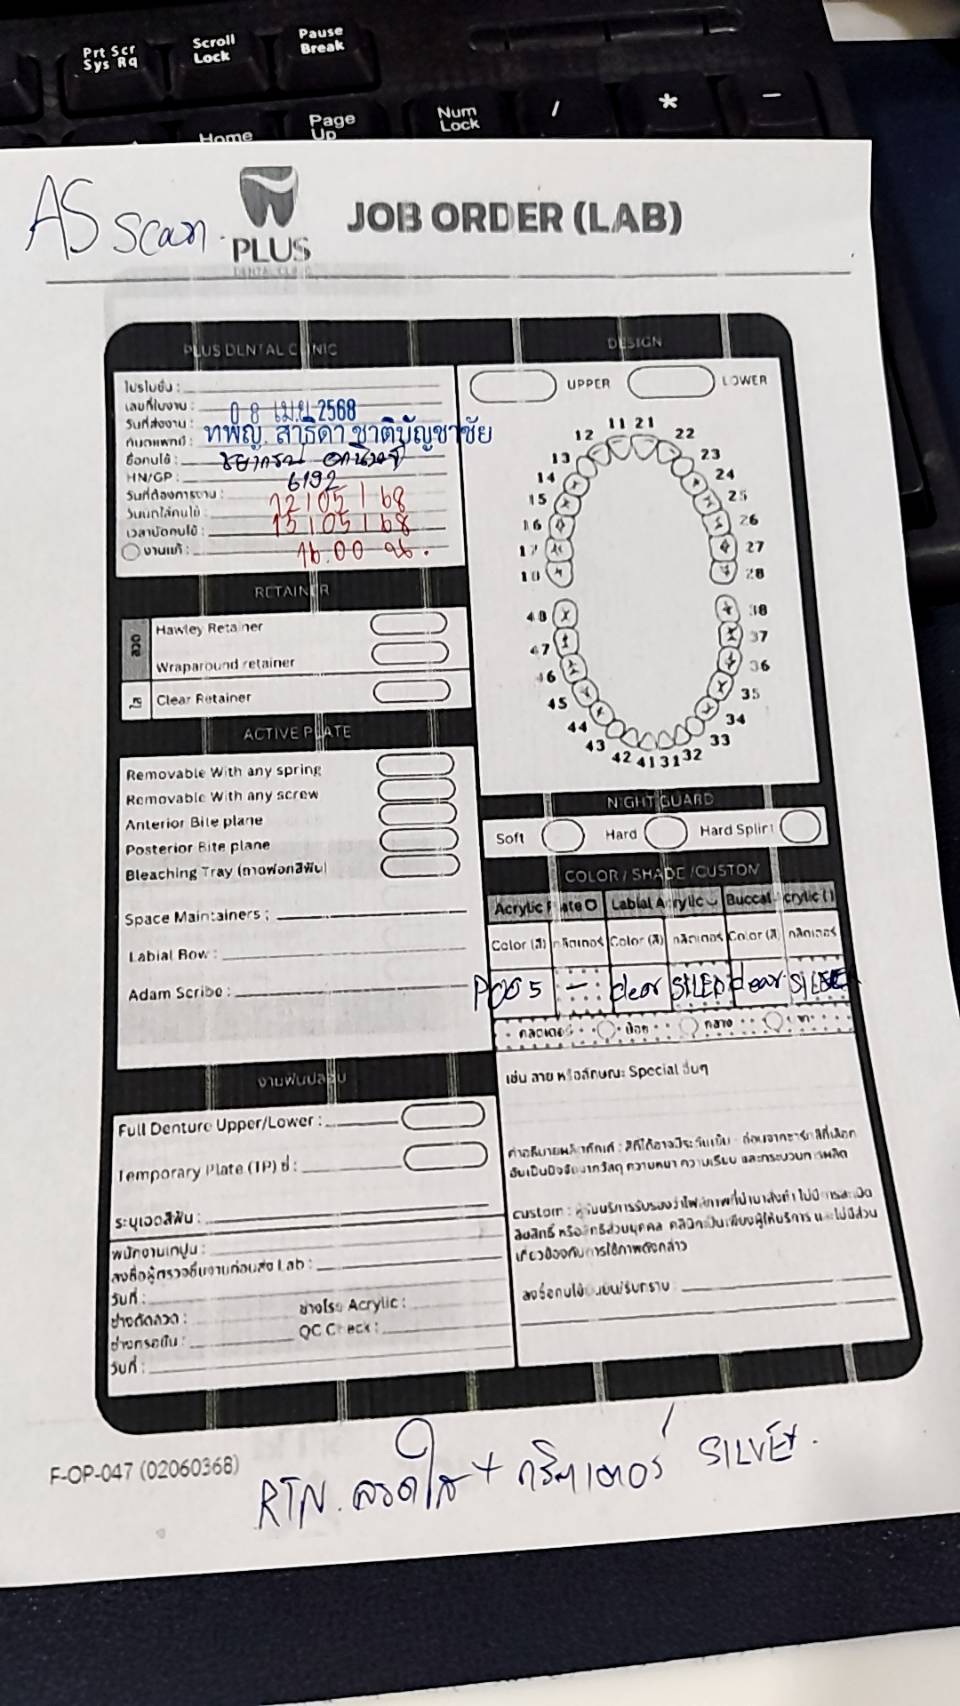 Prt Scr
Sys Rq
Scroll
Lock
Pause
Break
Home
Page
Up
Num
Lock
/
*
-
AS scan.
PLUS
DENTAL CLINIC
JOB ORDER (LAB)
PLUS DENTAL CLINIC
โปรโมชั่น :
เลขที่ใบงาน :
วันที่ส่งงาน : 08 เม.ย. 2568
ทันตแพทย์ : ทพญ. สาธิดา ชาติบัญชาชัย
ชื่อคนไข้ :
HN/GP : 6192
วันที่ต้องการงาน : 12/05/68
วันนัดใส่คนไข้ : 15/05/68
เวลานัดคนไข้ : 16.00 น.
งานแก้ :
DESIGN
UPPER
LOWER
11 21
12 22
13 23
14 24
15 25
16 26
17 27
18 28
48 38
47 37
46 36
45 35
44 34
43 33
42 41 31 32
RETAINER
ลวด
Hawley Retainer
Wraparound retainer
ใส
Clear Retainer
ACTIVE PLATE
Removable With any spring
Removable With any screw
Anterior Bite plane
Posterior Bite plane
Bleaching Tray (ถาดฟอกสีฟัน)
Space Maintainers :
Labial Bow :
Adam Scribe :
NIGHT GUARD
Soft
Hard
Hard Splint
COLOR / SHADE /CUSTOM
Acrylic Plate Labial Acrylic Buccal Acrylic
Color (สี) กลิตเตอร์ Color (สี) กลิตเตอร์ Color (สี) กลิตเตอร์
P005 - clear SILER clear
กลิตเตอร์ น้อย กลาง มาก
เช่น ลาย หรือลักษณะ Special อื่นๆ
งานฟันปลอม
Full Denture Upper/Lower :
Temporary Plate (TP) ซี่ :
ระบุเฉดสีฟัน :
พนักงานเทปูน :
ลงชื่อผู้ตรวจชิ้นงานก่อนส่ง Lab :
วันที่ :
ช่างดัดลวด :
ช่างโรย Acrylic :
ช่างกรอขัด :
QC Check :
วันที่ :
คำอธิบายผลิตภัณฑ์ : สีที่ได้อาจมีระดับเข้ม - อ่อนจากชาร์ทสีที่เลือก
อันเป็นปัจจัยจากวัสดุ ความหนา ความเรียบ และกระบวนการผลิต
custom : ผู้รับบริการรับรองว่าไฟล์ภาพที่นำมาสั่งทำ ไม่มีการละเมิด
ลิขสิทธิ์ หรือสิทธิส่วนบุคคล คลินิกเป็นเพียงผู้ให้บริการ และไม่มีส่วน
เกี่ยวข้องกับการใช้ภาพดังกล่าว
ลงชื่อคนไข้ยืนยัน/รับทราบ
F-OP-047 (02060368)
RTN. ลวดใส + กริตเตอร์ SILVER.